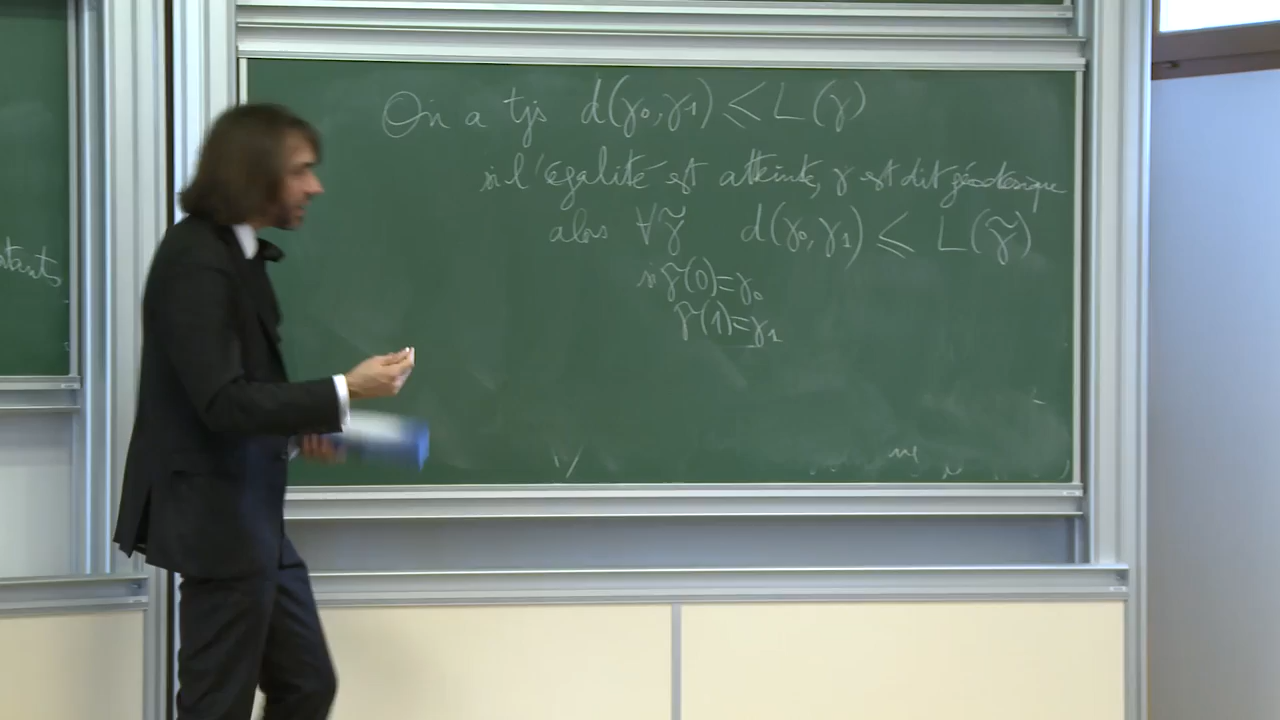 On a tjs d(γ₀,γ₁) ≤ L(γ)
si l'égalité est atteinte, γ est dit géodésique
alors ∀γ̃ d(γ₀,γ₁) ≤ L(γ̃)
si γ̃(0)=γ₀
γ̃(1)=γ₁